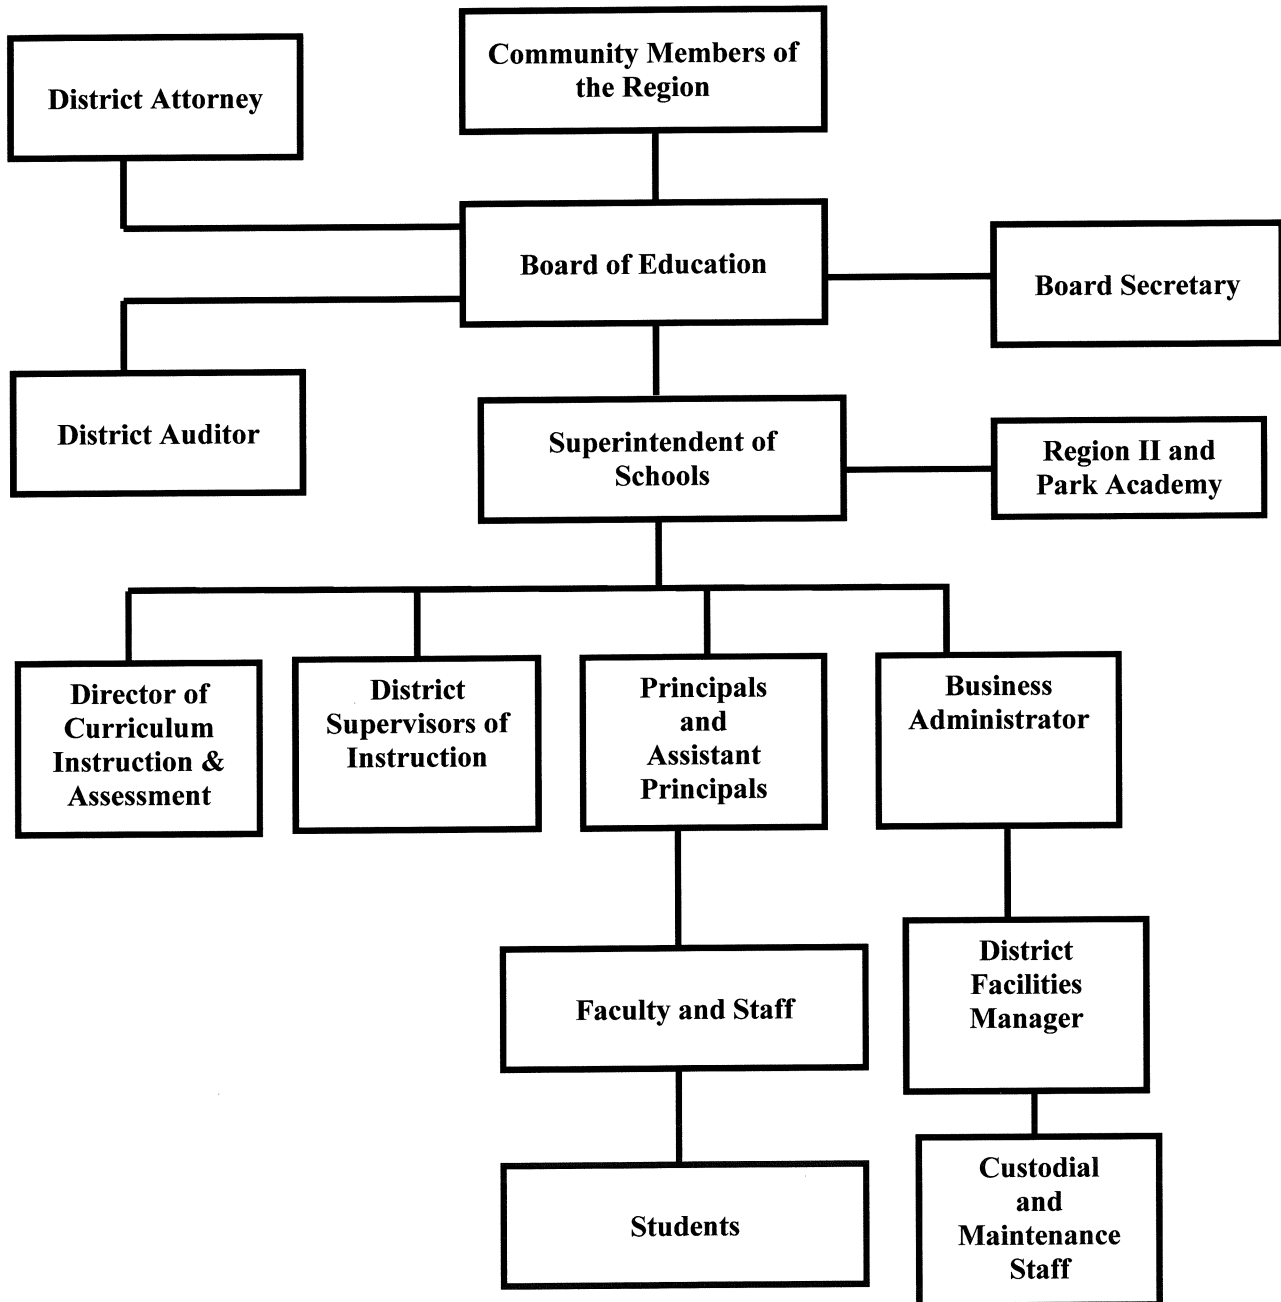 Community Members of
the Region
District Attorney
Board of Education
Board Secretary
District Auditor
Superintendent of
Schools
Region II and
Park Academy
Director of
Curriculum
Instruction &
Assessment
District
Supervisors of
Instruction
Principals
and
Assistant
Principals
Business
Administrator
Faculty and Staff
District
Facilities
Manager
Students
Custodial
and
Maintenance
Staff